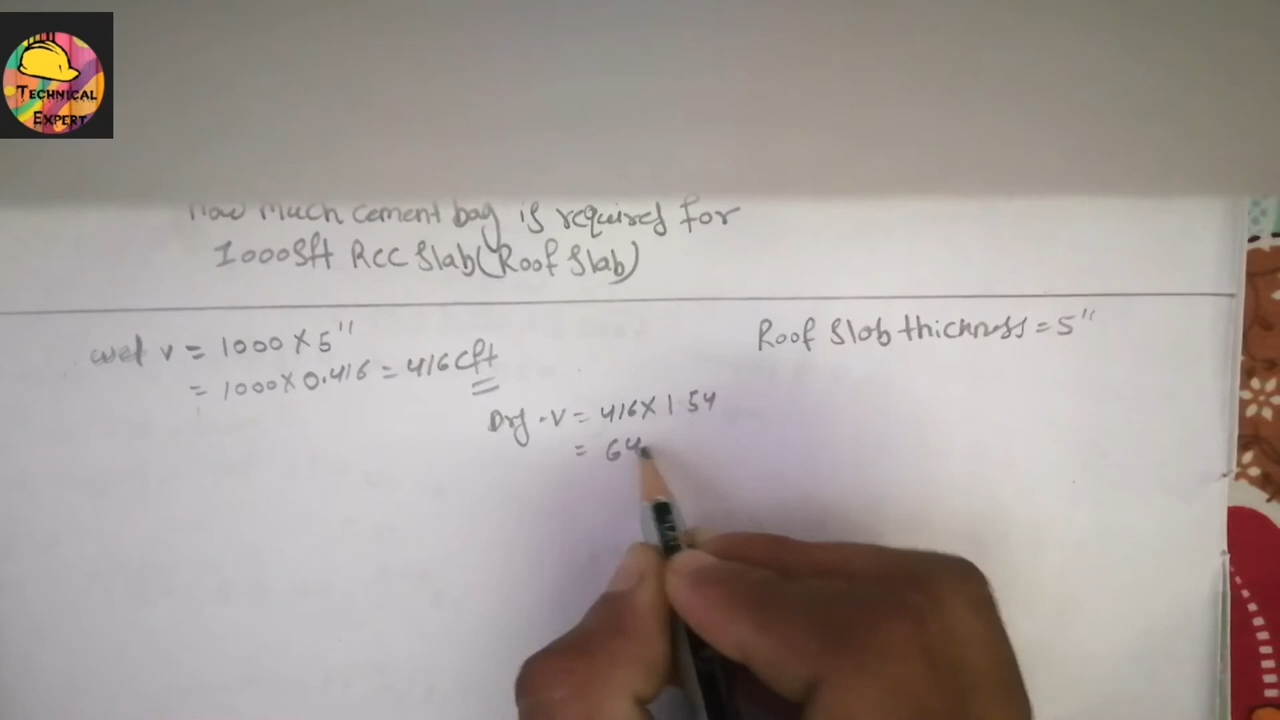 TECHNICAL
EXPERT
How much cement bag is required for
1000Sft RCC Slab (Roof Slab)
wet v = 1000 X 5"
= 1000 X 0.416 = 416 Cft
Roof Slab thickness = 5"
Dry - V = 416 X 1 54
= 64